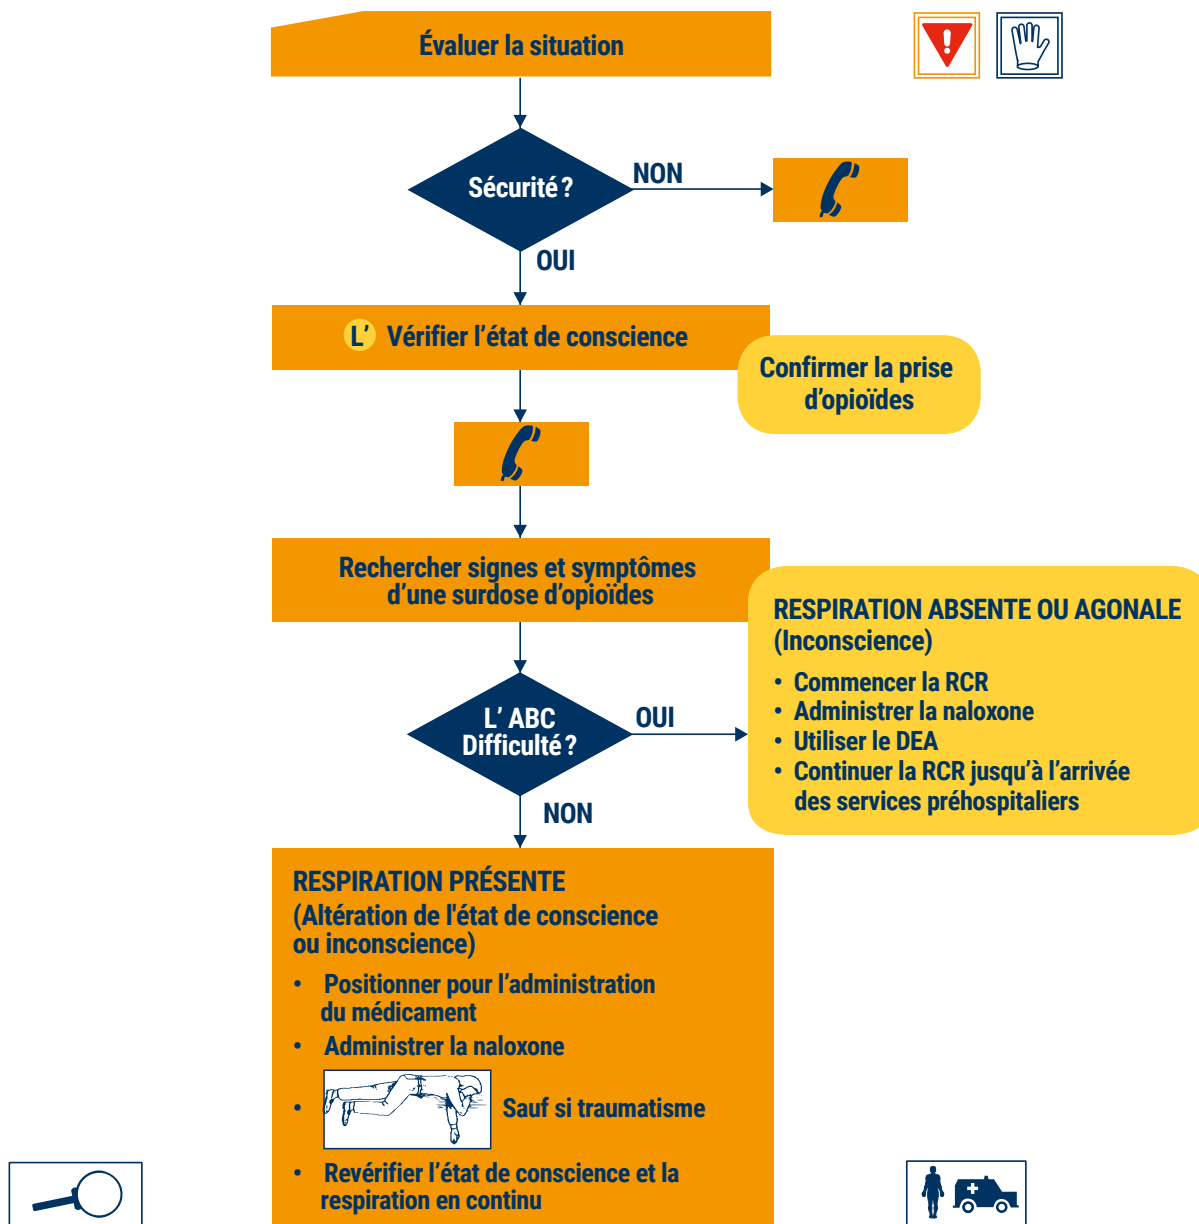 Évaluer la situation
Sécurité ?
NON
OUI
L' Vérifier l’état de conscience
Confirmer la prise
d’opioïdes
Rechercher signes et symptômes
d’une surdose d’opioïdes
L’ ABC
Difficulté ?
OUI
RESPIRATION ABSENTE OU AGONALE
(Inconscience)
• Commencer la RCR
• Administrer la naloxone
• Utiliser le DEA
• Continuer la RCR jusqu’à l’arrivée
des services préhospitaliers
NON
RESPIRATION PRÉSENTE
(Altération de l'état de conscience
ou inconscience)
• Positionner pour l’administration
du médicament
• Administrer la naloxone
• Sauf si traumatisme
• Revérifier l’état de conscience et la
respiration en continu